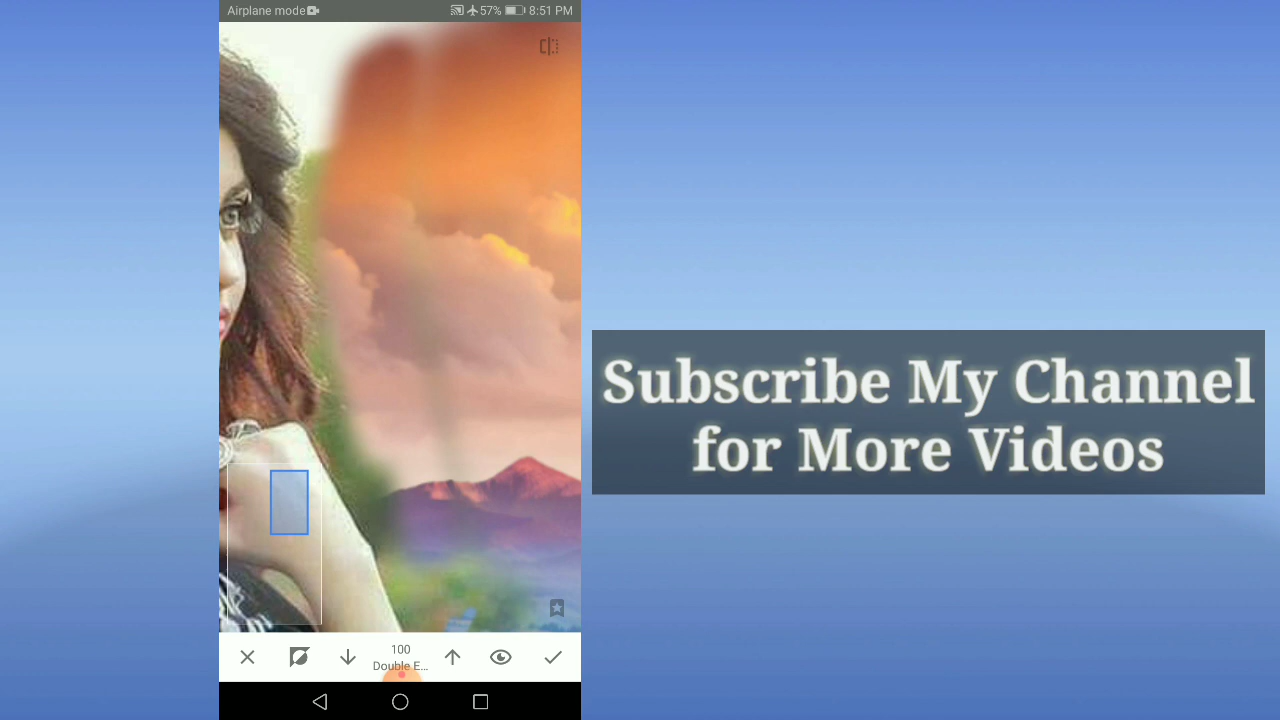 Airplane mode 57% 8:51 PM
Subscribe My Channel
for More Videos
100
Double E...